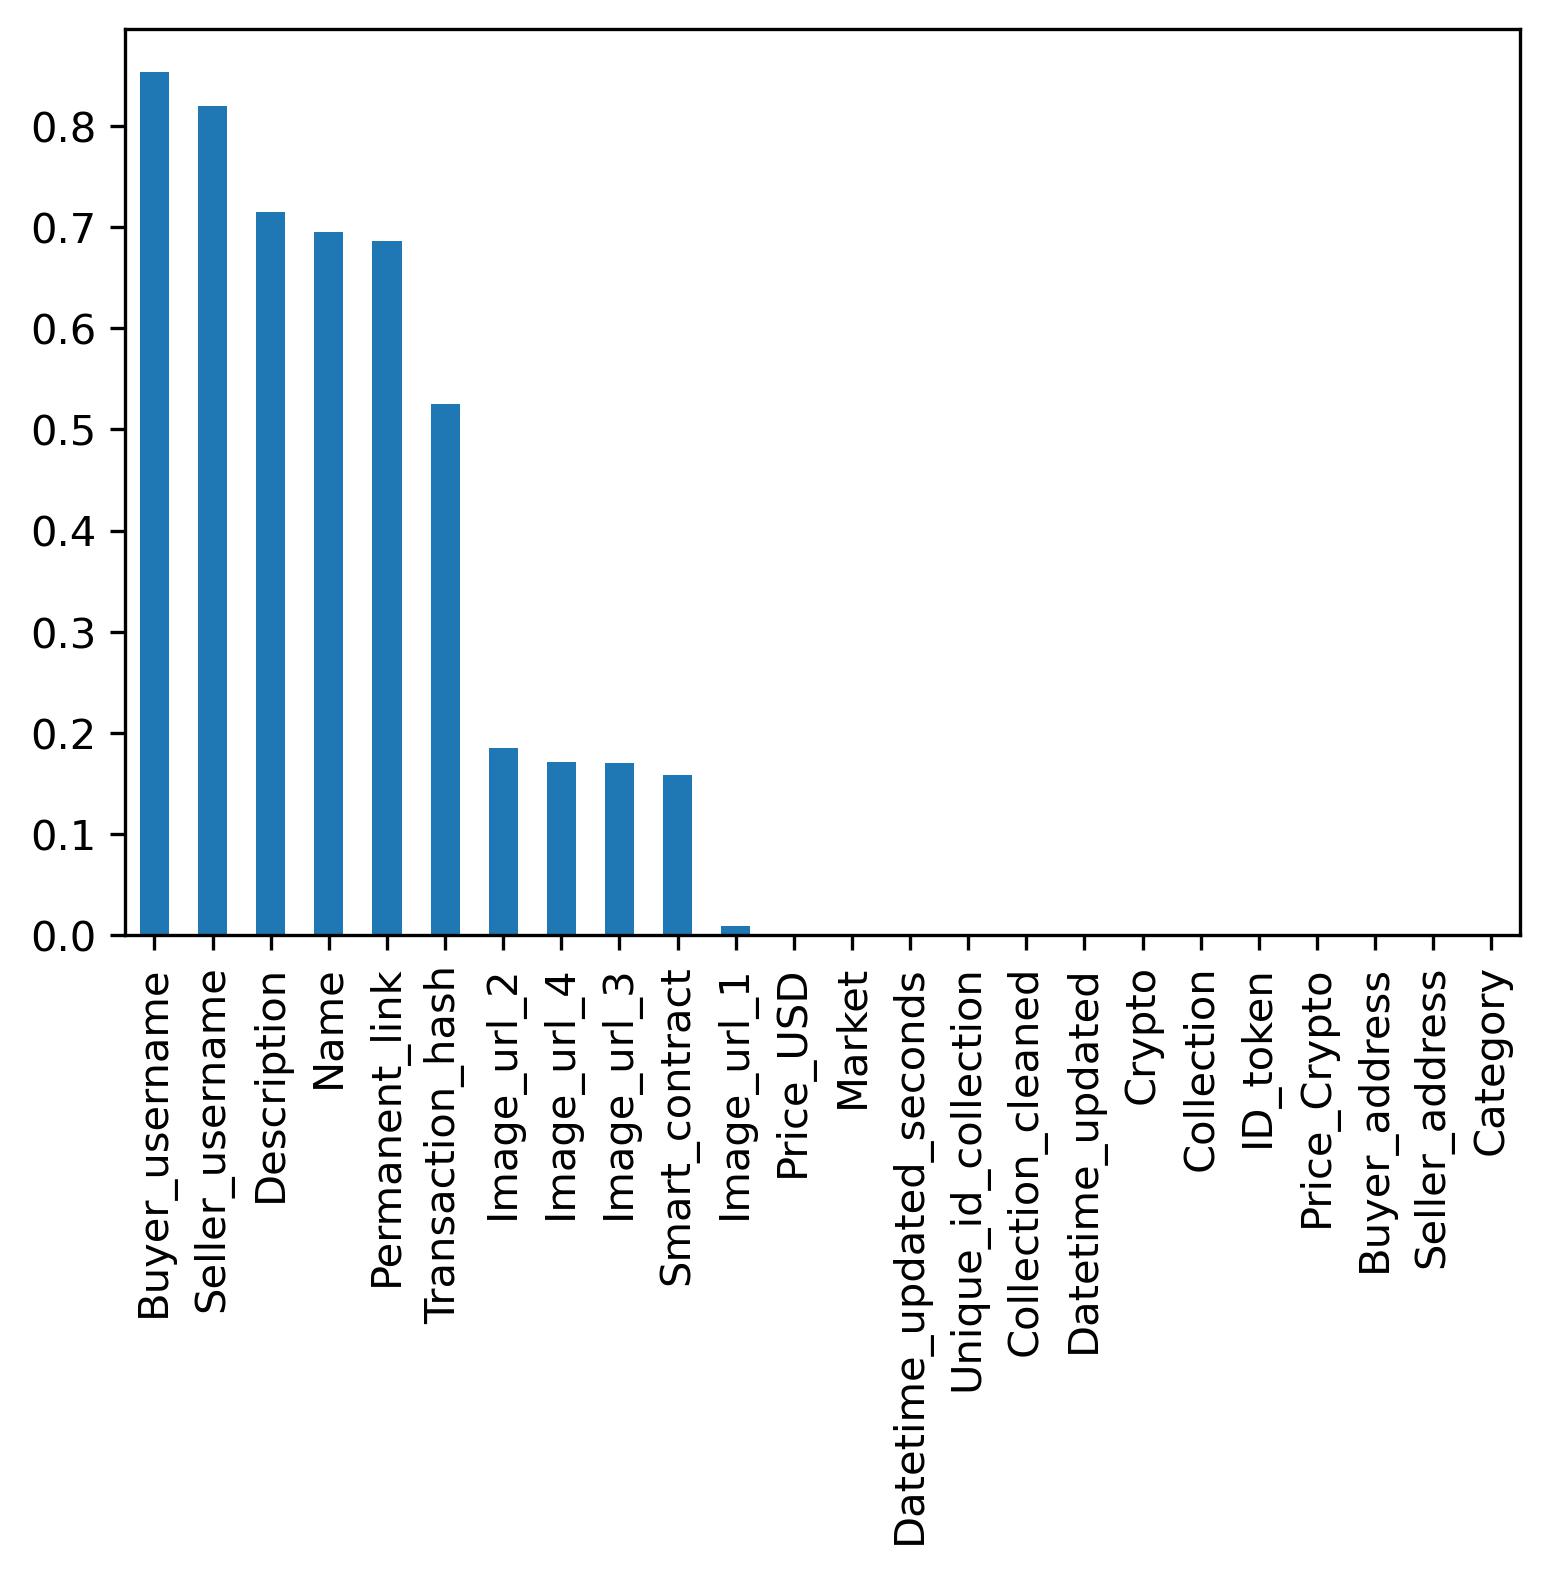 0.8
0.7
0.6
0.5
0.4
0.3
0.2
0.1
0.0
Buyer_username
Seller_username
Description
Name
Permanent_link
Transaction_hash
Image_url_2
Image_url_4
Image_url_3
Smart_contract
Image_url_1
Price_USD
Market
Datetime_updated_seconds
Unique_id_collection
Collection_cleaned
Datetime_updated
Crypto
Collection
ID_token
Price_Crypto
Buyer_address
Seller_address
Category